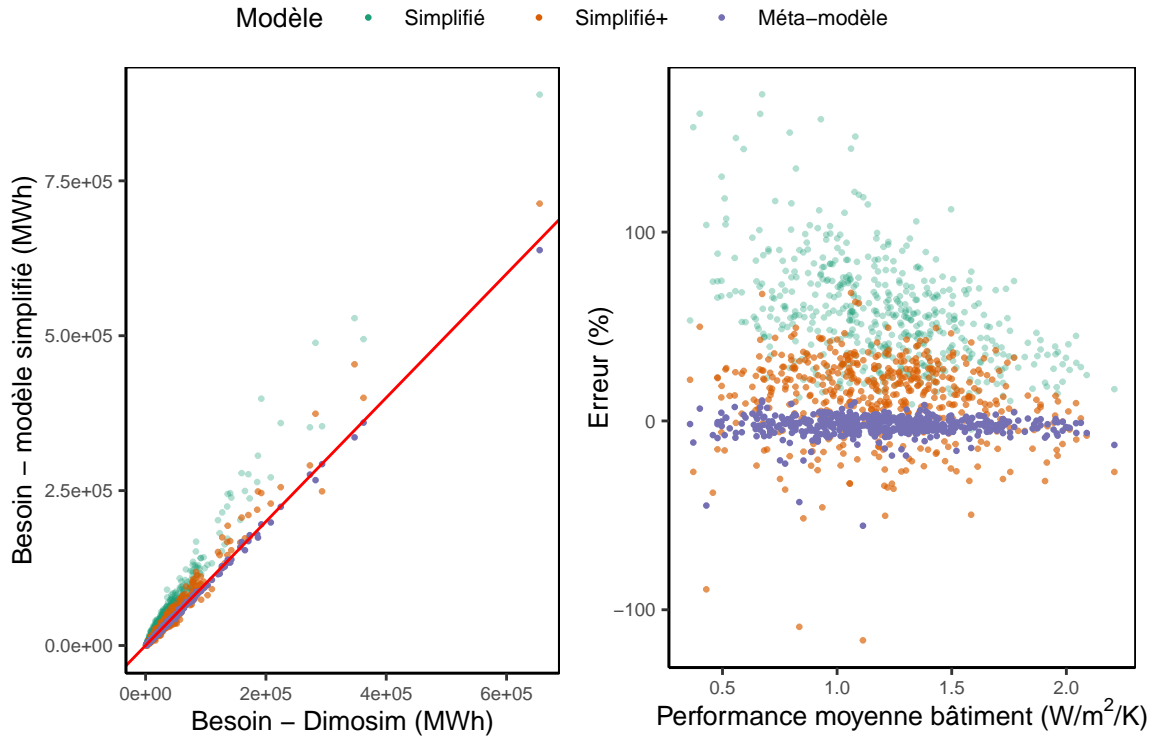 Modèle Simplifié Simplifié+ Méta−modèle
Besoin − modèle simplifié (MWh)
7.5e+05
5.0e+05
2.5e+05
0.0e+00
0e+00 2e+05 4e+05 6e+05
Besoin − Dimosim (MWh)
Erreur (%)
100
0
−100
0.5 1.0 1.5 2.0
Performance moyenne bâtiment (W/m²/K)